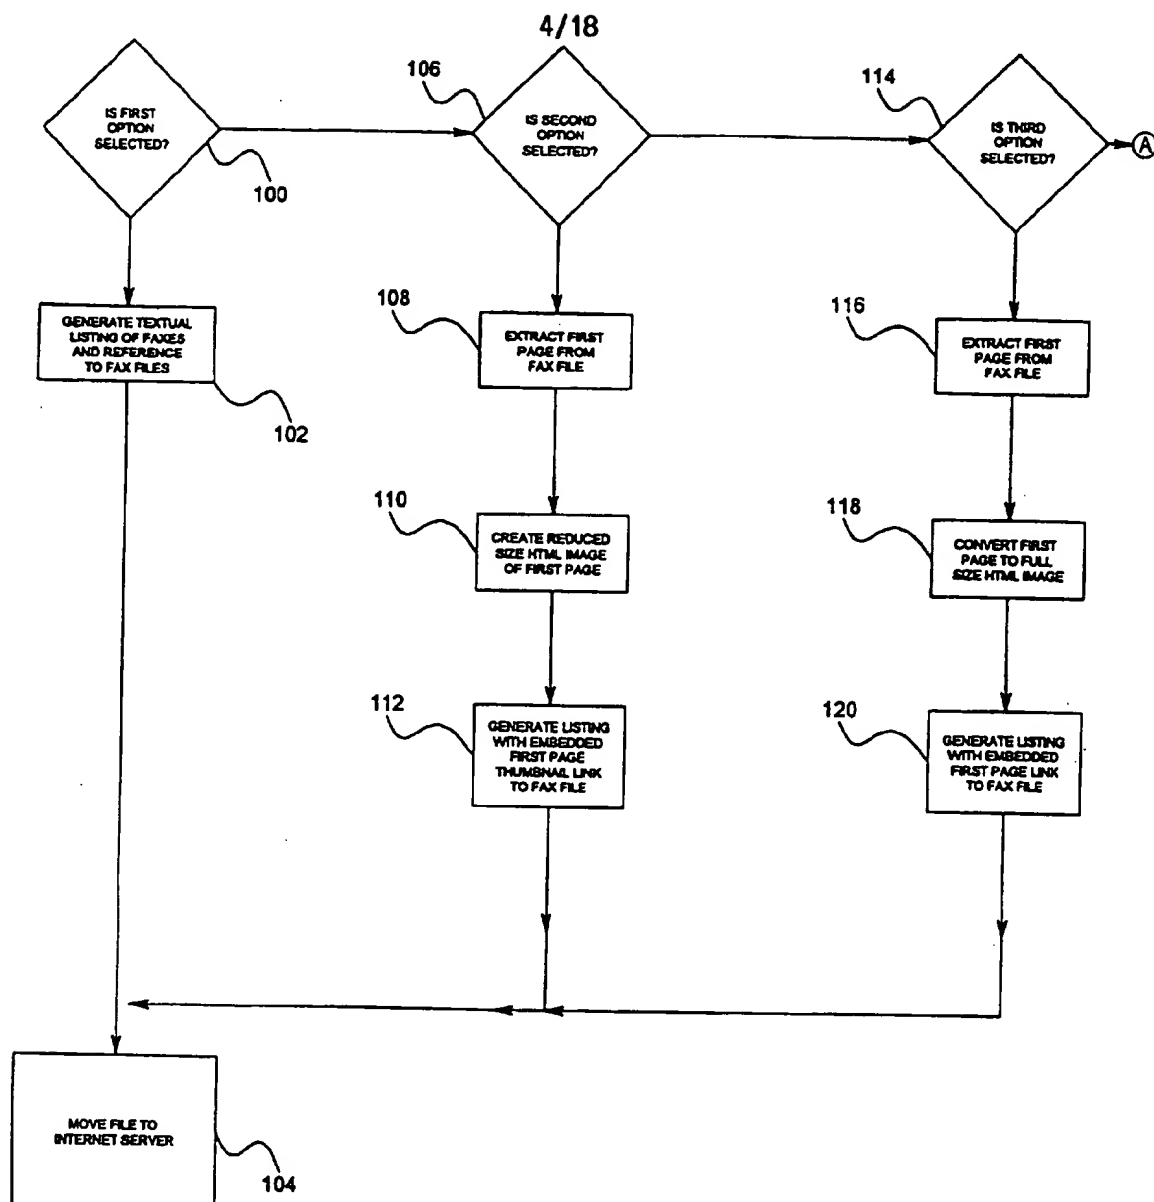 4/18
IS FIRST
OPTION
SELECTED?
100
106
IS SECOND
OPTION
SELECTED?
114
IS THIRD
OPTION
SELECTED?
A
GENERATE TEXTUAL
LISTING OF FAXES
AND REFERENCE
TO FAX FILES
102
108
EXTRACT FIRST
PAGE FROM
FAX FILE
116
EXTRACT FIRST
PAGE FROM
FAX FILE
110
CREATE REDUCED
SIZE HTML IMAGE
OF FIRST PAGE
118
CONVERT FIRST
PAGE TO FULL
SIZE HTML IMAGE
112
GENERATE LISTING
WITH EMBEDDED
FIRST PAGE
THUMBNAIL LINK
TO FAX FILE
120
GENERATE LISTING
WITH EMBEDDED
FIRST PAGE LINK
TO FAX FILE
MOVE FILE TO
INTERNET SERVER
104